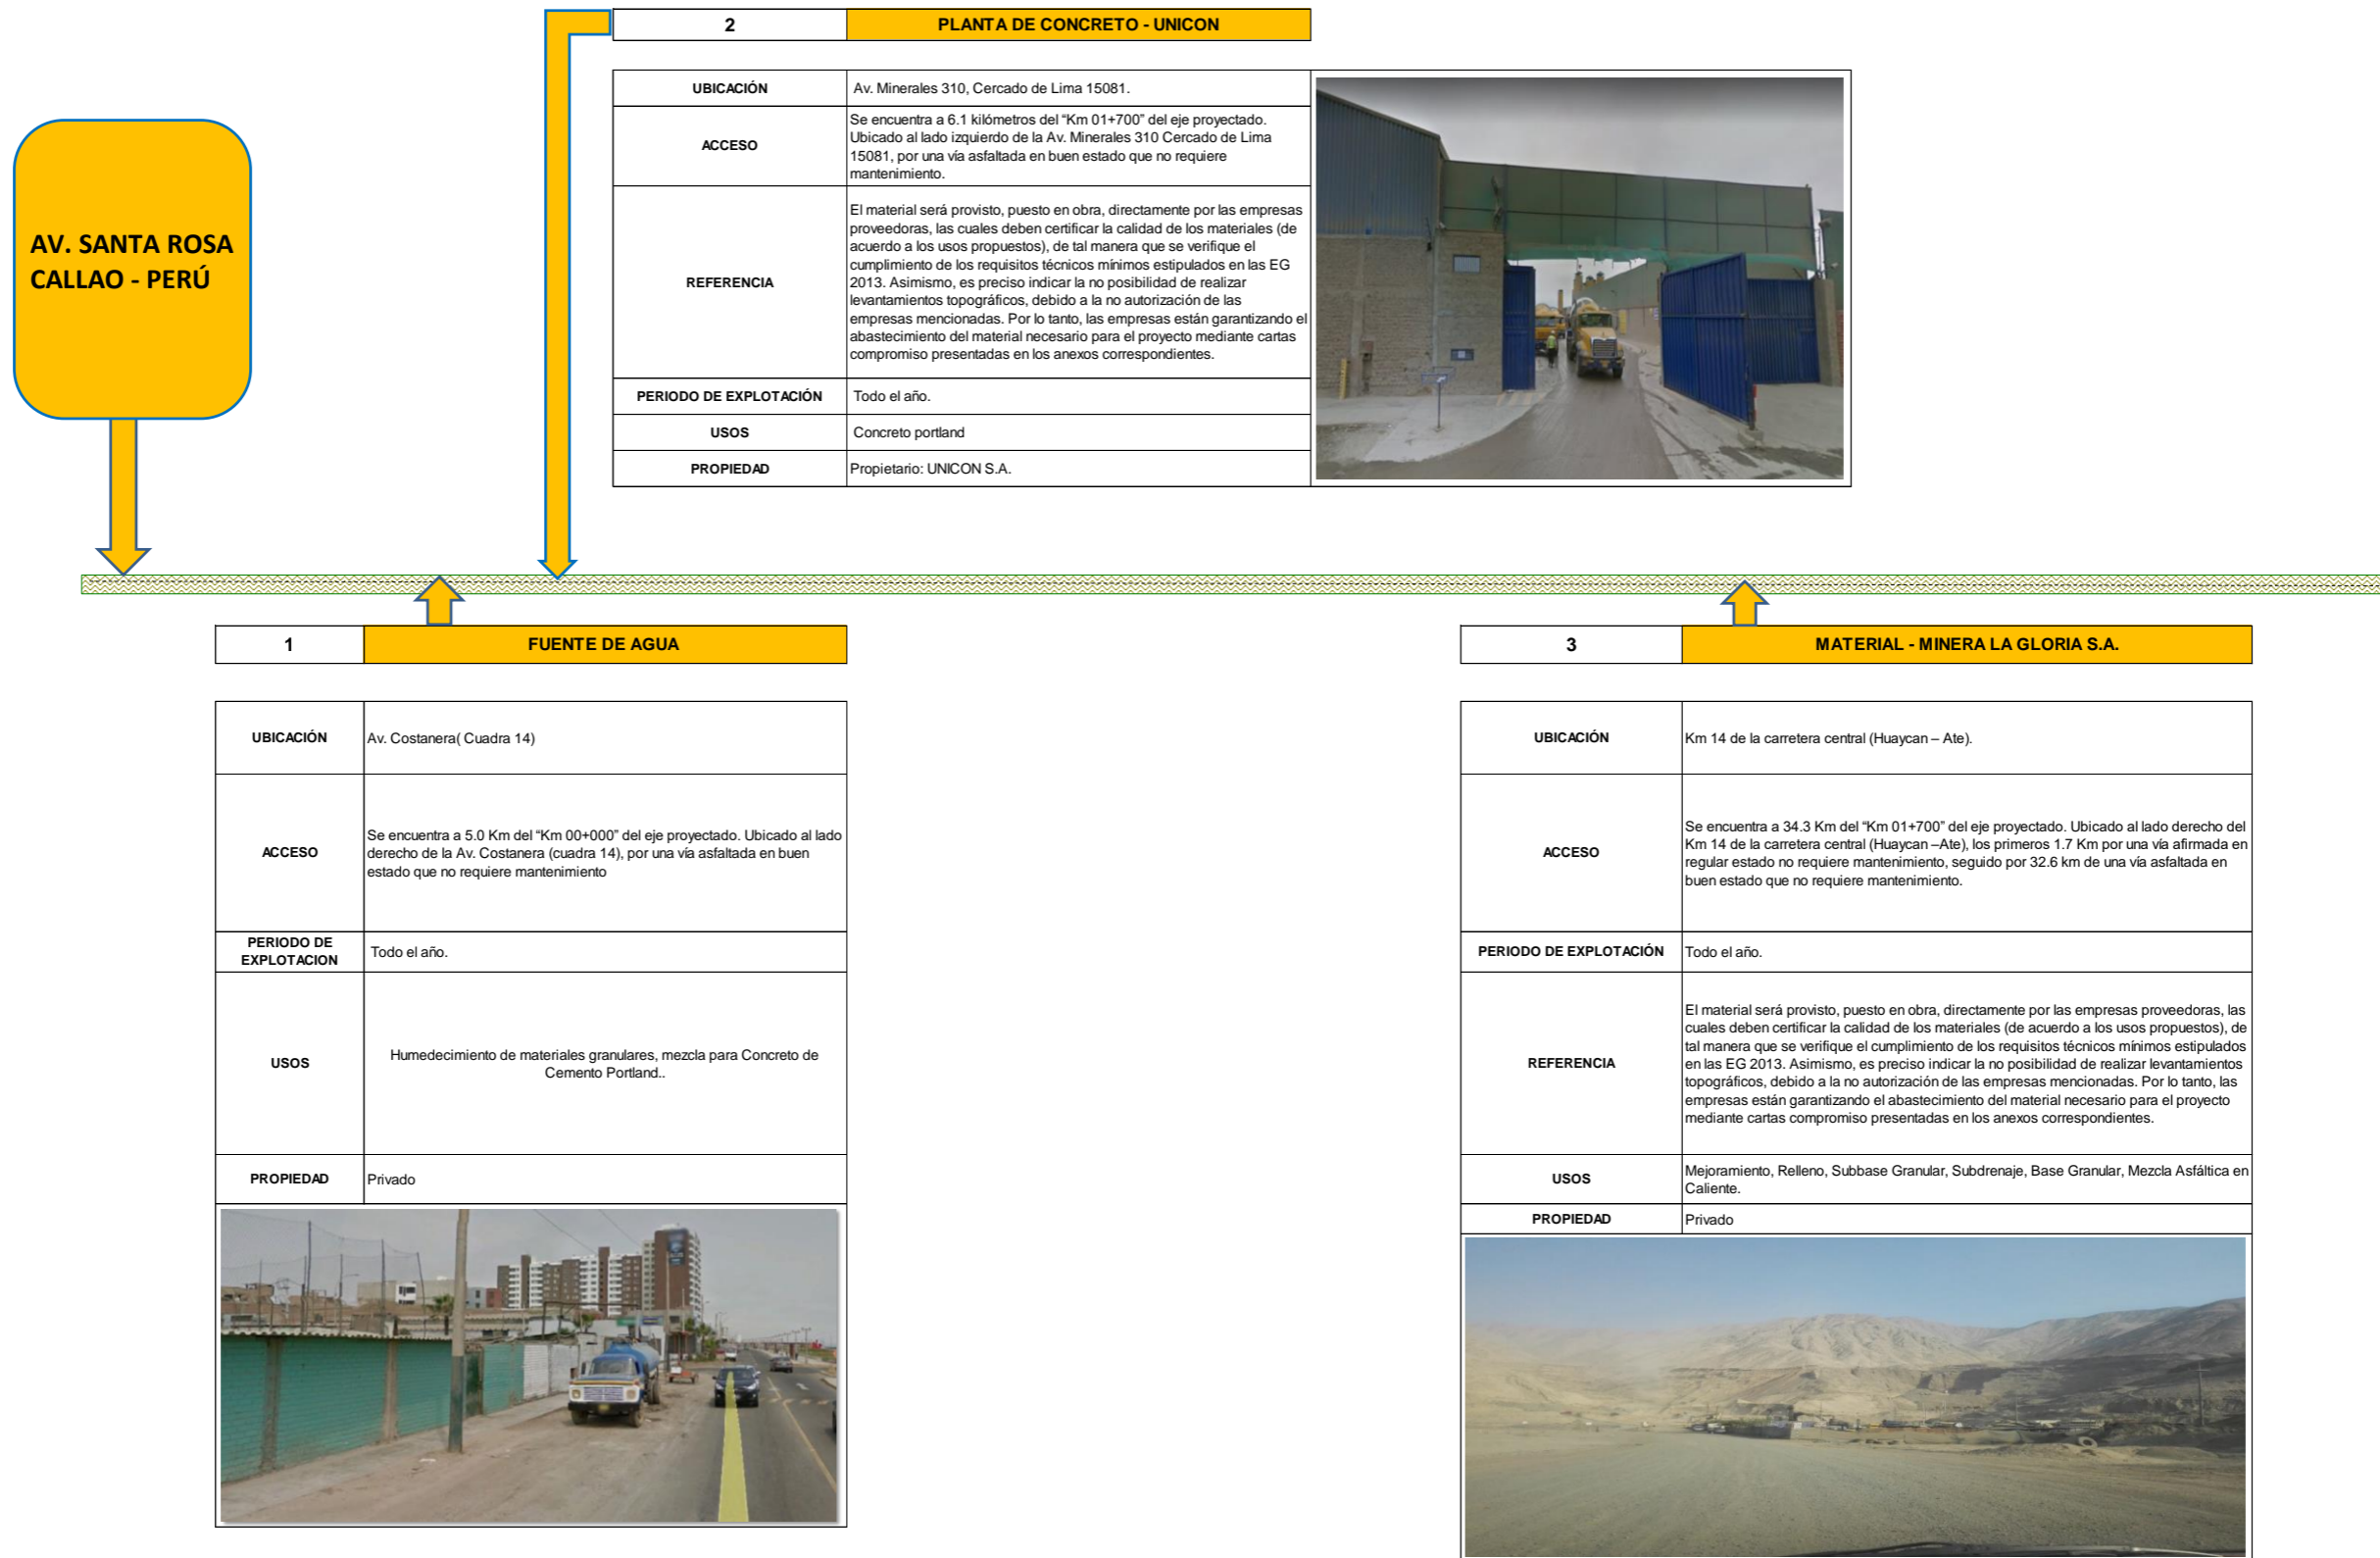 2
PLANTA DE CONCRETO - UNICON
UBICACIÓN
Av. Minerales 310, Cercado de Lima 15081.
ACCESO
Se encuentra a 6.1 kilómetros del “Km 01+700” del eje proyectado.
Ubicado al lado izquierdo de la Av. Minerales 310 Cercado de Lima
15081, por una vía asfaltada en buen estado que no requiere
mantenimiento.
REFERENCIA
El material será provisto, puesto en obra, directamente por las empresas
proveedoras, las cuales deben certificar la calidad de los materiales (de
acuerdo a los usos propuestos), de tal manera que se verifique el
cumplimiento de los requisitos técnicos mínimos estipulados en las EG
2013. Asimismo, es preciso indicar la no posibilidad de realizar
levantamientos topográficos, debido a la no autorización de las
empresas mencionadas. Por lo tanto, las empresas están garantizando el
abastecimiento del material necesario para el proyecto mediante cartas
compromiso presentadas en los anexos correspondientes.
PERIODO DE EXPLOTACIÓN
Todo el año.
USOS
Concreto portland
PROPIEDAD
Propietario: UNICON S.A.
AV. SANTA ROSA
CALLAO - PERÚ
1
FUENTE DE AGUA
UBICACIÓN
Av. Costanera( Cuadra 14)
ACCESO
Se encuentra a 5.0 Km del “Km 00+000” del eje proyectado. Ubicado al lado
derecho de la Av. Costanera (cuadra 14), por una vía asfaltada en buen
estado que no requiere mantenimiento
PERIODO DE
EXPLOTACION
Todo el año.
USOS
Humedecimiento de materiales granulares, mezcla para Concreto de
Cemento Portland..
PROPIEDAD
Privado
3
MATERIAL - MINERA LA GLORIA S.A.
UBICACIÓN
Km 14 de la carretera central (Huaycan – Ate).
ACCESO
Se encuentra a 34.3 Km del “Km 01+700” del eje proyectado. Ubicado al lado derecho del
Km 14 de la carretera central (Huaycan –Ate), los primeros 1.7 Km por una vía afirmada en
regular estado no requiere mantenimiento, seguido por 32.6 km de una vía asfaltada en
buen estado que no requiere mantenimiento.
PERIODO DE EXPLOTACIÓN
Todo el año.
REFERENCIA
El material será provisto, puesto en obra, directamente por las empresas proveedoras, las
cuales deben certificar la calidad de los materiales (de acuerdo a los usos propuestos), de
tal manera que se verifique el cumplimiento de los requisitos técnicos mínimos estipulados
en las EG 2013. Asimismo, es preciso indicar la no posibilidad de realizar levantamientos
topográficos, debido a la no autorización de las empresas mencionadas. Por lo tanto, las
empresas están garantizando el abastecimiento del material necesario para el proyecto
mediante cartas compromiso presentadas en los anexos correspondientes.
USOS
Mejoramiento, Relleno, Subbase Granular, Subdrenaje, Base Granular, Mezcla Asfáltica en
Caliente.
PROPIEDAD
Privado